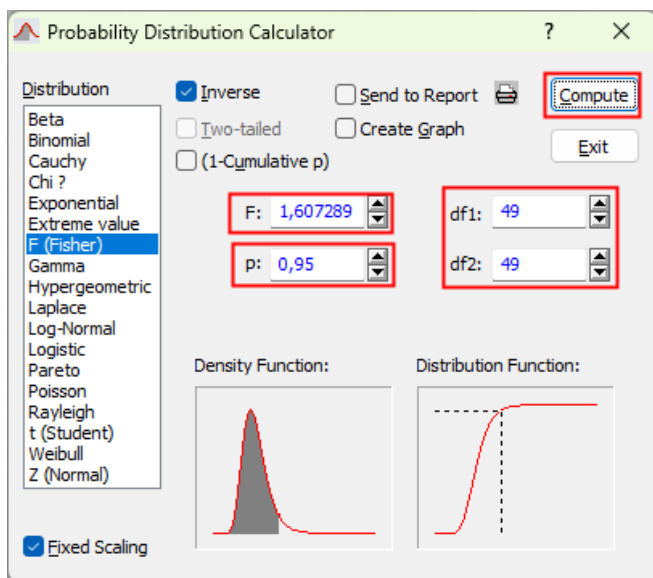 Probability Distribution Calculator ? ×
Distribution
Inverse
Send to Report
Compute
Two-tailed
Create Graph
Exit
(1-Cumulative p)
Beta
Binomial
Cauchy
Chi ?
Exponential
Extreme value
F (Fisher)
Gamma
Hypergeometric
Laplace
Log-Normal
Logistic
Pareto
Poisson
Rayleigh
t (Student)
Weibull
Z (Normal)
F: 1,607289
df1: 49
p: 0,95
df2: 49
Density Function:
Distribution Function:
Fixed Scaling